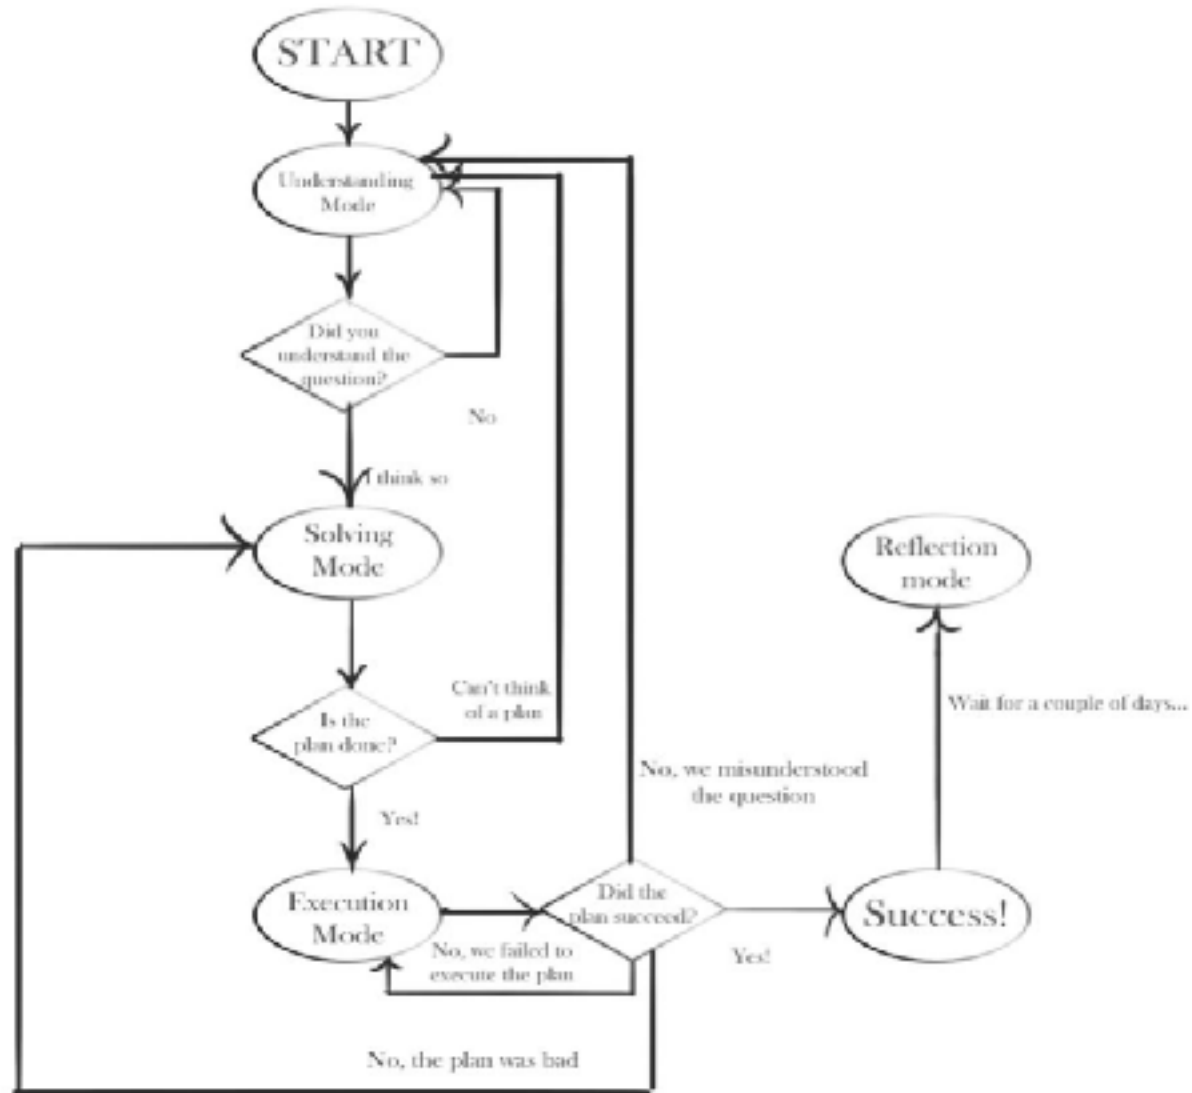 START
Understanding
Mode
Did you
understand the
question?
No
I think so
Solving
Mode
Reflection
mode
Can't think
of a plan
Wait for a couple of days...
Is the
plan done?
No, we misunderstood
the question
Yes!
Execution
Mode
Did the
plan succeed?
Success!
No, we failed to
execute the plan
Yes!
No, the plan was bad